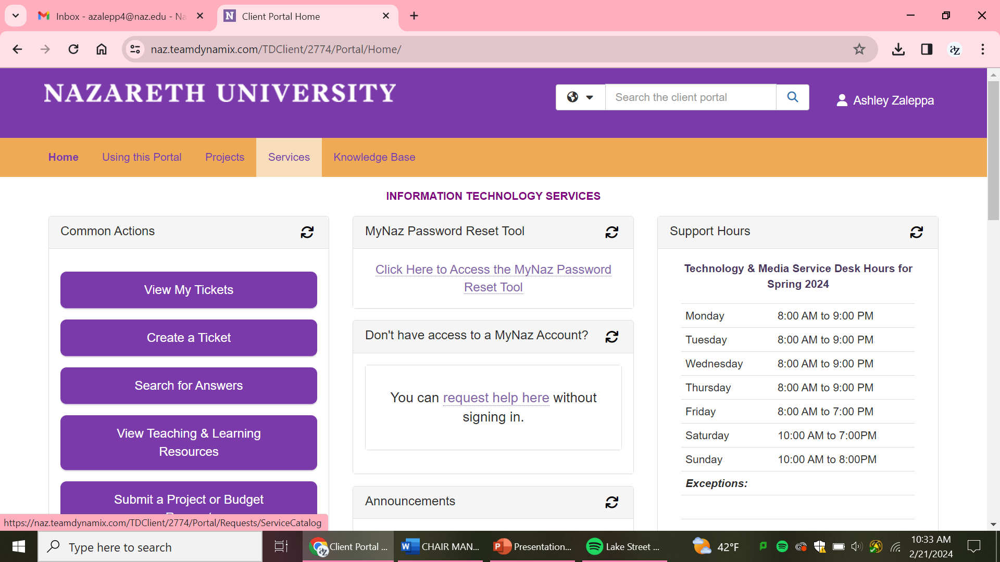 Inbox - azalepp4@naz.edu - Na
Client Portal Home
naz.teamdynamix.com/TDClient/2774/Portal/Home/
NAZARETH UNIVERSITY
Search the client portal
Ashley Zaleppa
Home
Using this Portal
Projects
Services
Knowledge Base
INFORMATION TECHNOLOGY SERVICES
Common Actions
View My Tickets
Create a Ticket
Search for Answers
View Teaching & Learning
Resources
Submit a Project or Budget
MyNaz Password Reset Tool
Click Here to Access the MyNaz Password
Reset Tool
Don't have access to a MyNaz Account?
You can request help here without
signing in.
Announcements
Support Hours
Technology & Media Service Desk Hours for
Spring 2024
Monday 8:00 AM to 9:00 PM
Tuesday 8:00 AM to 9:00 PM
Wednesday 8:00 AM to 9:00 PM
Thursday 8:00 AM to 9:00 PM
Friday 8:00 AM to 7:00 PM
Saturday 10:00 AM to 7:00PM
Sunday 10:00 AM to 8:00PM
Exceptions:
https://naz.teamdynamix.com/TDClient/2774/Portal/Requests/ServiceCatalog
Type here to search
Client Portal ...
CHAIR MAN...
Presentation...
Lake Street ...
42°F
10:33 AM
2/21/2024